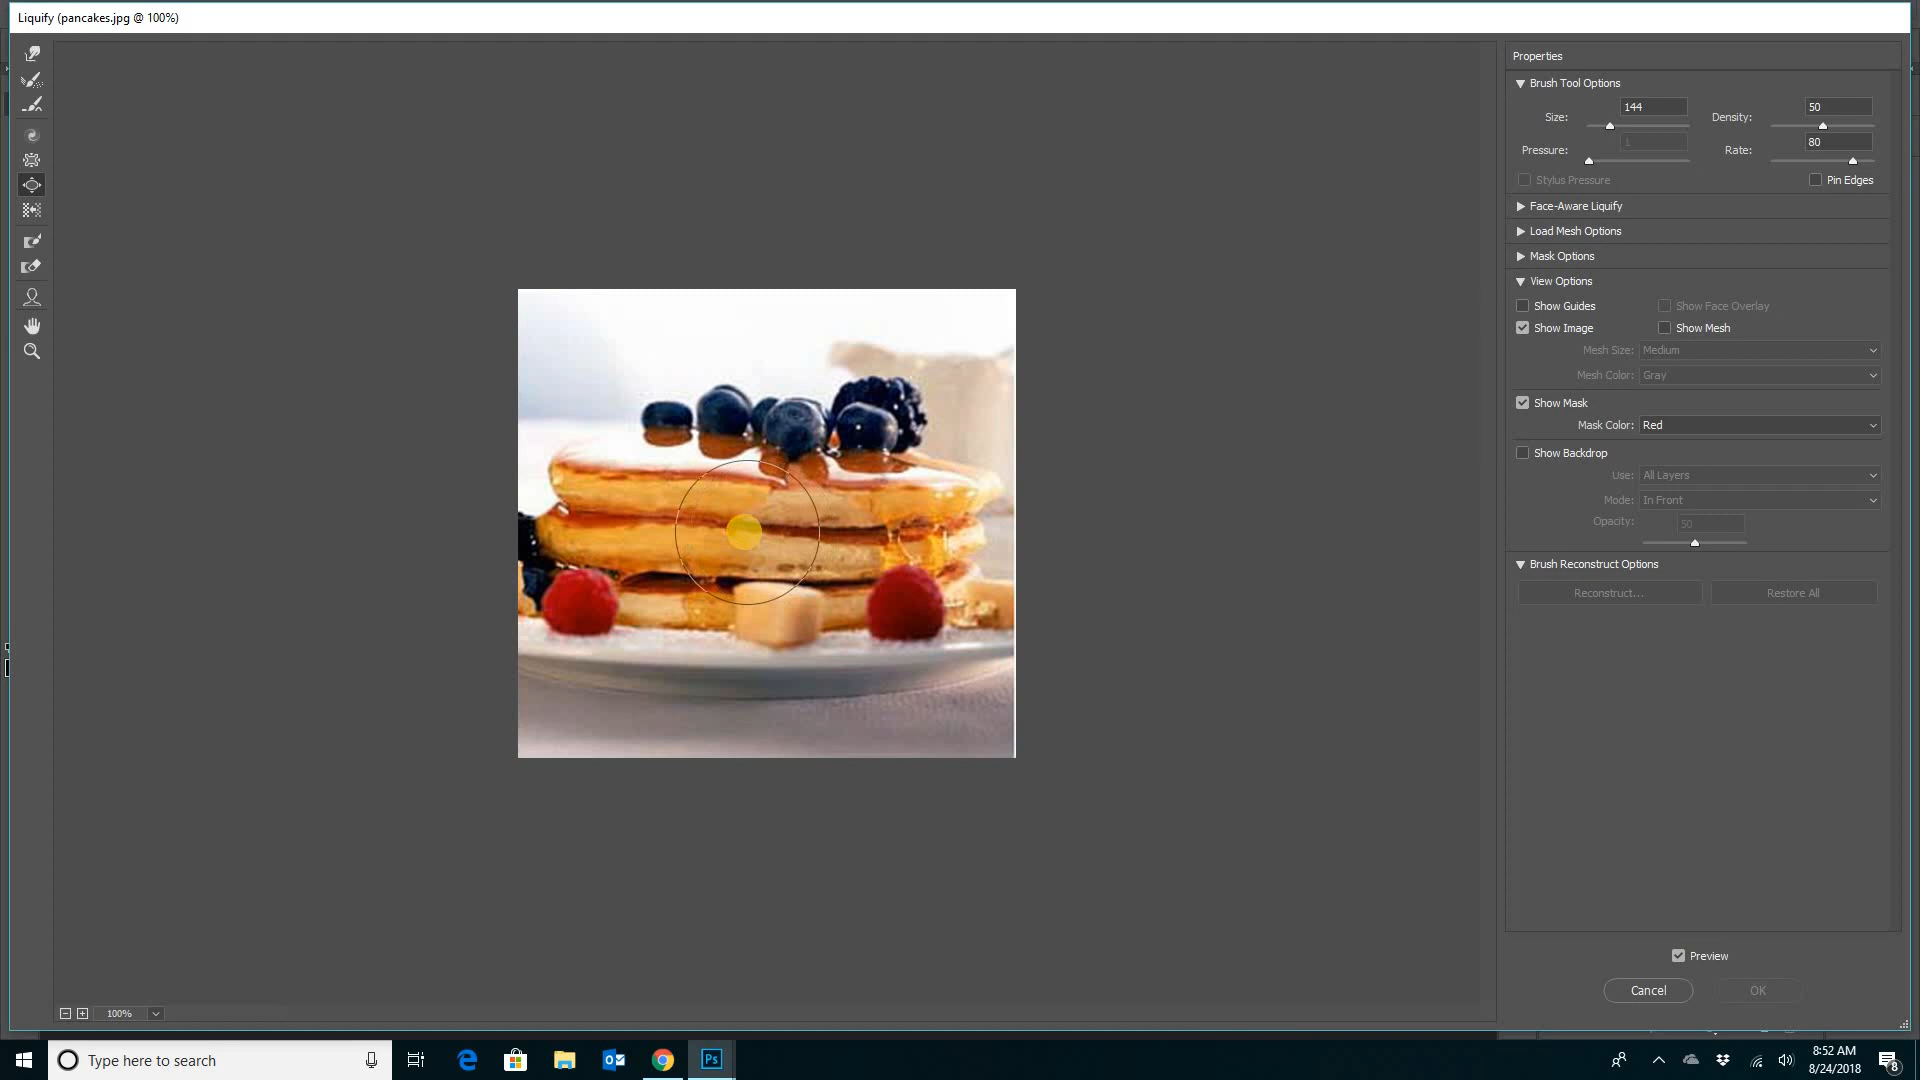 Liquify (pancakes.jpg @ 100%)
Properties
Brush Tool Options
Size: 144 Density: 50
Pressure: 1 Rate: 80
Stylus Pressure Pin Edges
Face-Aware Liquify
Load Mesh Options
Mask Options
View Options
Show Guides Show Face Overlay
Show Image Show Mesh
Mesh Size: Medium
Mesh Color: Gray
Show Mask
Mask Color: Red
Show Backdrop
Use: All Layers
Mode: In Front
Opacity: 50
Brush Reconstruct Options
Reconstruct... Restore All
Preview
Cancel OK
100%
Type here to search
Ps
8:52 AM
8/24/2018
8